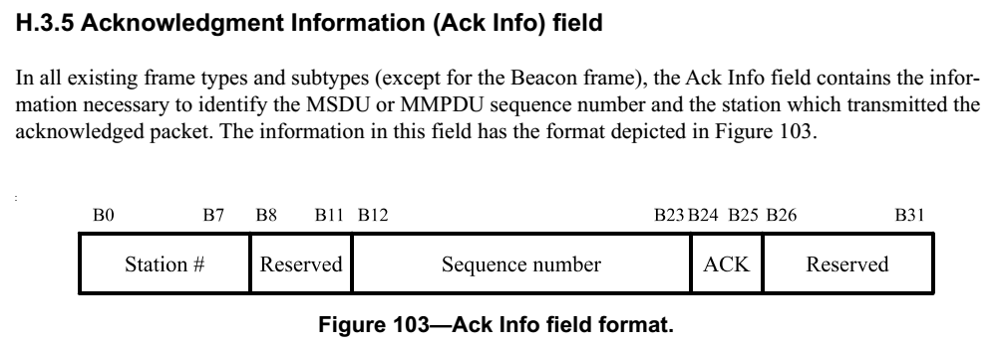 H.3.5 Acknowledgment Information (Ack Info) field
In all existing frame types and subtypes (except for the Beacon frame), the Ack Info field contains the infor-
mation necessary to identify the MSDU or MMPDU sequence number and the station which transmitted the
acknowledged packet. The information in this field has the format depicted in Figure 103.
:
B0 B7 B8 B11 B12 B23 B24 B25 B26 B31
Station # Reserved Sequence number ACK Reserved
Figure 103—Ack Info field format.